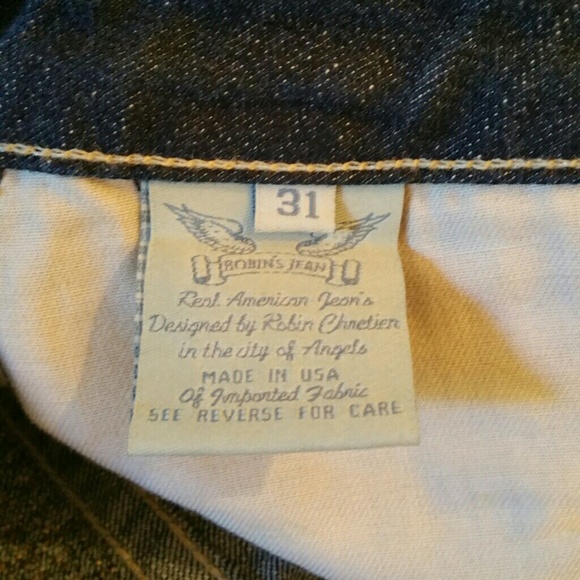 31
ROBIN'S JEAN
Real American Jean's
Designed by Robin Chretien
in the city of Angels
MADE IN USA
Of Imported Fabric
SEE REVERSE FOR CARE